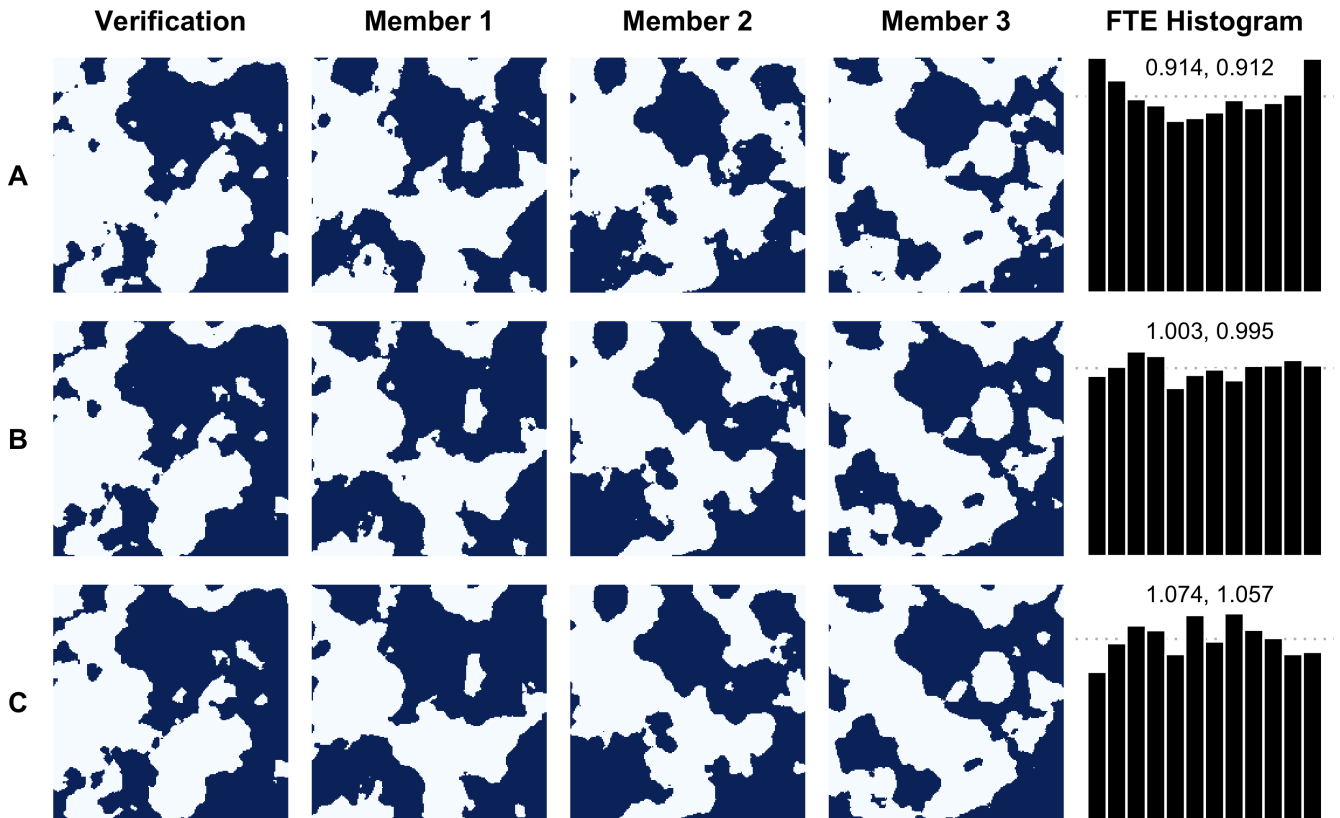 Verification Member 1 Member 2 Member 3 FTE Histogram
A 0.914, 0.912
B 1.003, 0.995
C 1.074, 1.057